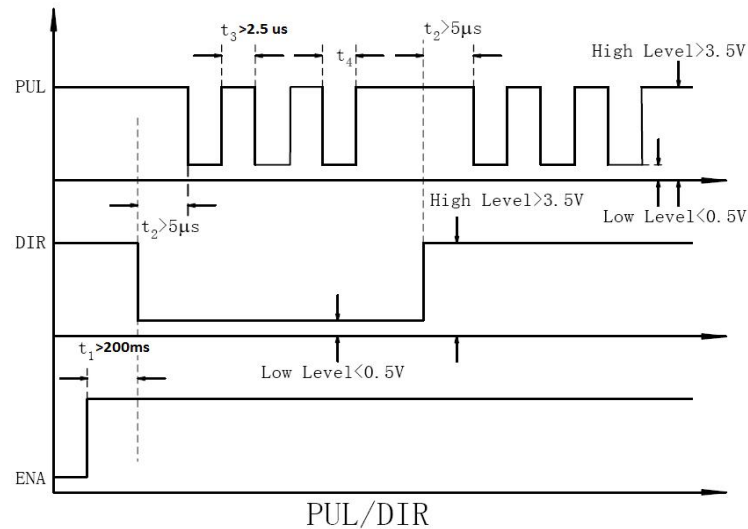 t3>2.5 us
t2>5μs
t4
High Level>3.5V
PUL
High Level>3.5V
Low Level<0.5V
t2>5μs
DIR
t1>200ms
Low Level<0.5V
ENA
PUL/DIR